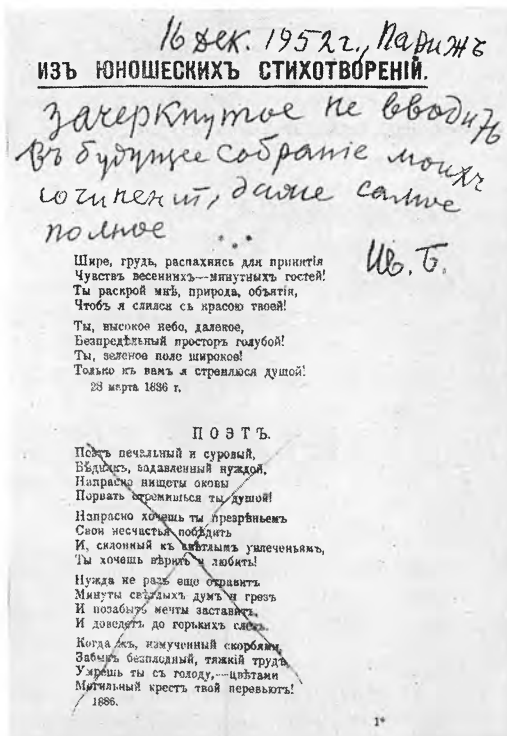 16 дек. 1952 г., Парижъ
ИЗЪ ЮНОШЕСКИХЪ СТИХОТВОРЕНІЙ.
Зачеркнутое не вводить
въ будущее собраніе моихъ
сочиненій, даже самое
полное
Ив. Б.
* * *
Шире, грудь, распахнись для принятія
Чувствъ весеннихъ—минутныхъ гостей!
Ты раскрой мнѣ, природа, объятія,
Чтобъ я слился съ красою твоей!
Ты, высокое небо, далекое,
Безпредѣльный просторъ голубой!
Ты, зеленое поле широкое!
Только къ вамъ я стремлюся душой!
28 марта 1886 г.
ПОЭТЪ.
Поэтъ печальный и суровый,
Бѣднякъ, задавленный нуждой,
Напрасно нищеты оковы
Порвать стремишься ты душой!
Напрасно хочешь ты презрѣньемъ
Свои несчастья побѣдить
И, склонный къ свѣтлымъ увлеченьямъ,
Ты хочешь вѣрить и любить!
Нужда не разъ еще отравитъ
Минуты свѣтлыхъ думъ и грезъ
И позабыть мечты заставитъ,
И доведетъ до горькихъ слезъ.
Когда жъ, измученный скорбями,
Забывъ безплодный, тяжкій трудъ,
Умрешь ты съ голоду,—цвѣтами
Могильный крестъ твой перевьютъ!
1886.
1*